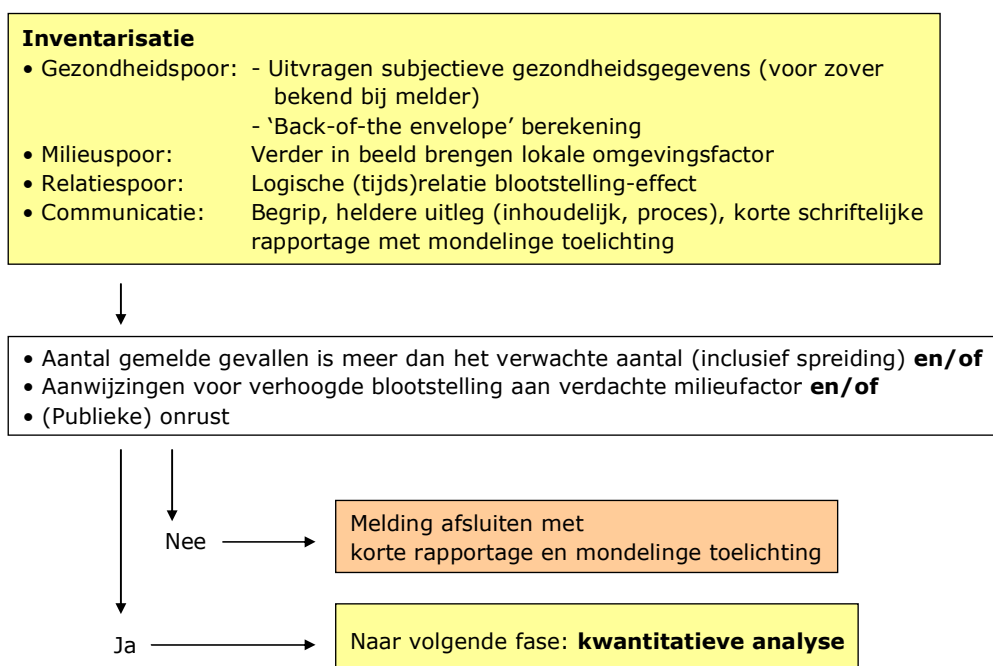 Inventarisatie
• Gezondheidspoor: - Uitvragen subjectieve gezondheidsgegevens (voor zover
bekend bij melder)
- ‘Back-of-the envelope’ berekening
• Milieuspoor: Verder in beeld brengen lokale omgevingsfactor
• Relatiespoor: Logische (tijds)relatie blootstelling-effect
• Communicatie: Begrip, heldere uitleg (inhoudelijk, proces), korte schriftelijke
rapportage met mondelinge toelichting
• Aantal gemelde gevallen is meer dan het verwachte aantal (inclusief spreiding) en/of
• Aanwijzingen voor verhoogde blootstelling aan verdachte milieufactor en/of
• (Publieke) onrust
Nee
Melding afsluiten met
korte rapportage en mondelinge toelichting
Ja
Naar volgende fase: kwantitatieve analyse